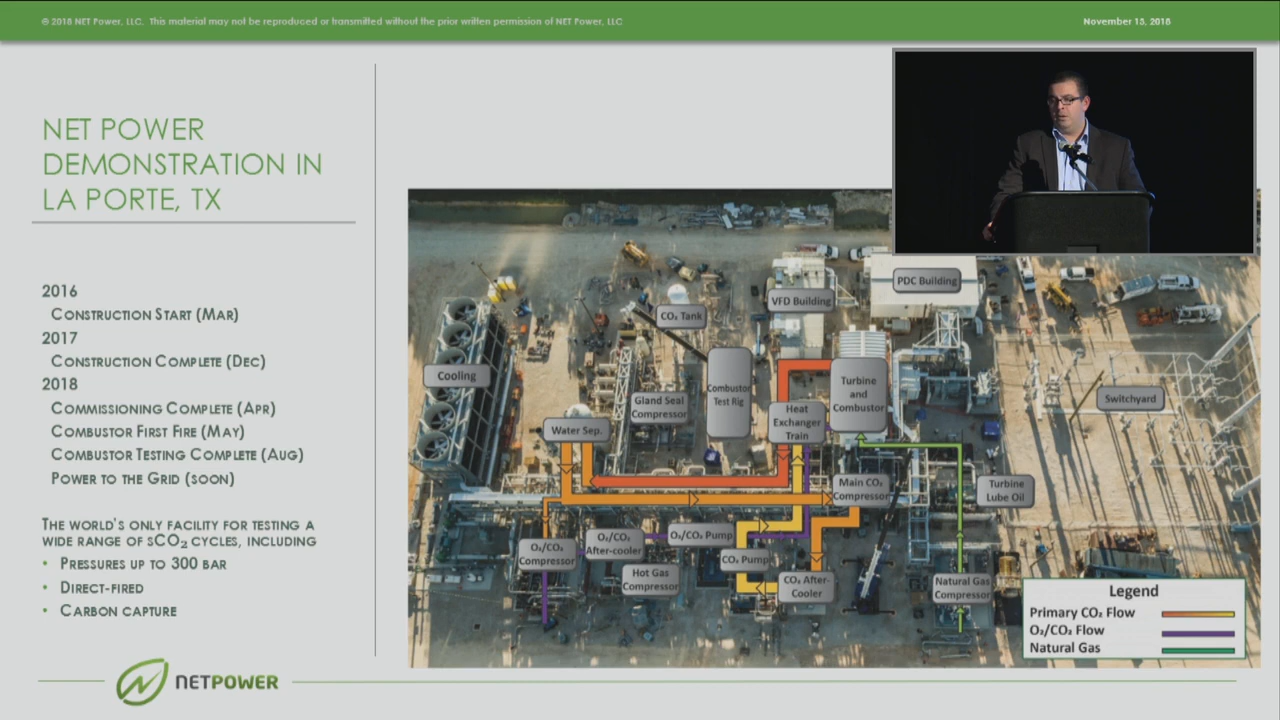 © 2018 NET Power, LLC. This material may not be reproduced or transmitted without the prior written permission of NET Power, LLC
November 13, 2018
NET POWER
DEMONSTRATION IN
LA PORTE, TX
2016
CONSTRUCTION START (MAR)
2017
CONSTRUCTION COMPLETE (DEC)
2018
COMMISSIONING COMPLETE (APR)
COMBUSTOR FIRST FIRE (MAY)
COMBUSTOR TESTING COMPLETE (AUG)
POWER TO THE GRID (SOON)
THE WORLD'S ONLY FACILITY FOR TESTING A
WIDE RANGE OF SCO₂ CYCLES, INCLUDING
• PRESSURES UP TO 300 BAR
• DIRECT-FIRED
• CARBON CAPTURE
NETPOWER
PDC Building
VFD Building
CO₂ Tank
Cooling
Combustor
Test Rig
Turbine
and
Combustor
Gland Seal
Compressor
Heat
Exchanger
Train
Switchyard
Water Sep.
Main CO₂
Compressor
Turbine
Lube Oil
O₂/CO₂
Compressor
O₂/CO₂
After-cooler
O₂/CO₂ Pump
CO₂ Pump
Hot Gas
Compressor
CO₂ After-
Cooler
Natural Gas
Compressor
Legend
Primary CO₂ Flow
O₂/CO₂ Flow
Natural Gas